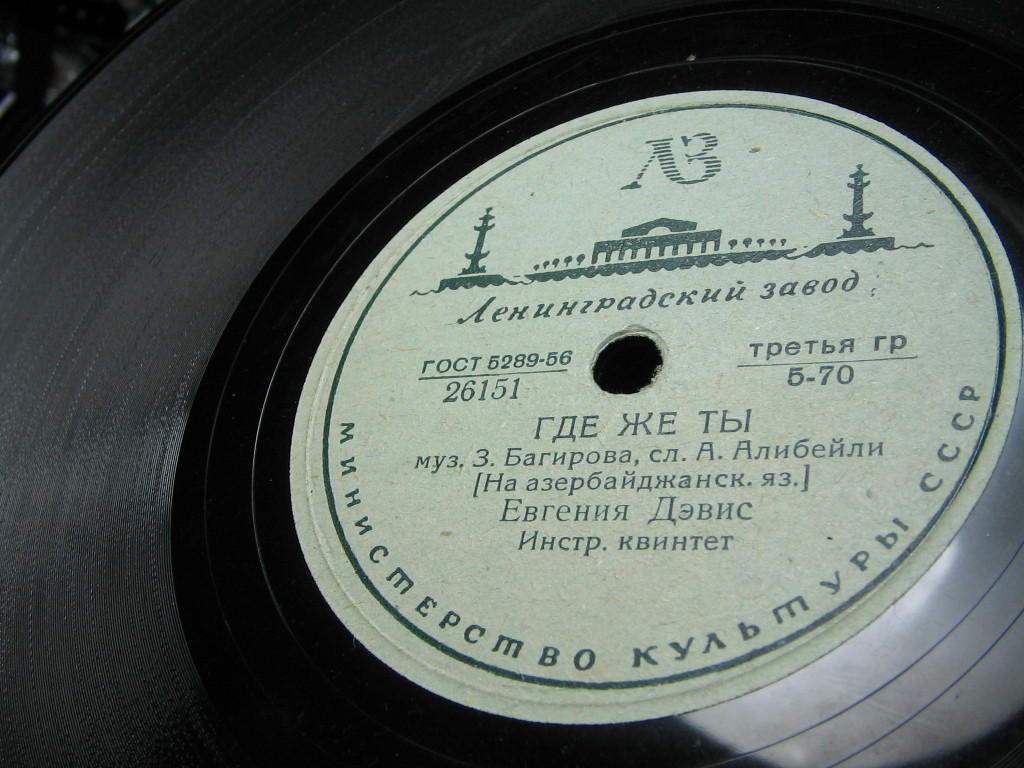 ЛЗ
Ленинградский завод
ГОСТ 5289-56
26151
третья гр
5-70
ГДЕ ЖЕ ТЫ
муз. З. Багирова, сл. А. Алибейли
[На азербайджанск. яз.]
Евгения Дэвис
Инстр. квинтет
МИНИСТЕРСТВО КУЛЬТУРЫ СССР